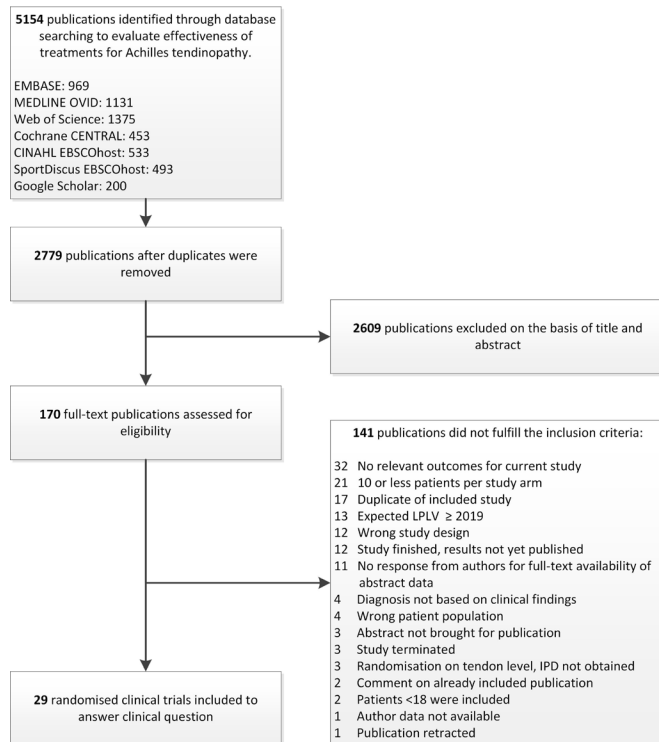 5154 publications identified through database
searching to evaluate effectiveness of
treatments for Achilles tendinopathy.
EMBASE: 969
MEDLINE OVID: 1131
Web of Science: 1375
Cochrane CENTRAL: 453
CINAHL EBSCOhost: 533
SportDiscus EBSCOhost: 493
Google Scholar: 200
2779 publications after duplicates were
removed
2609 publications excluded on the basis of title and
abstract
170 full-text publications assessed for
eligibility
141 publications did not fulfill the inclusion criteria:
32 No relevant outcomes for current study
21 10 or less patients per study arm
17 Duplicate of included study
13 Expected LPLV ≥ 2019
12 Wrong study design
12 Study finished, results not yet published
11 No response from authors for full-text availability of
abstract data
4 Diagnosis not based on clinical findings
4 Wrong patient population
3 Abstract not brought for publication
3 Study terminated
3 Randomisation on tendon level, IPD not obtained
2 Comment on already included publication
2 Patients <18 were included
1 Author data not available
1 Publication retracted
29 randomised clinical trials included to
answer clinical question